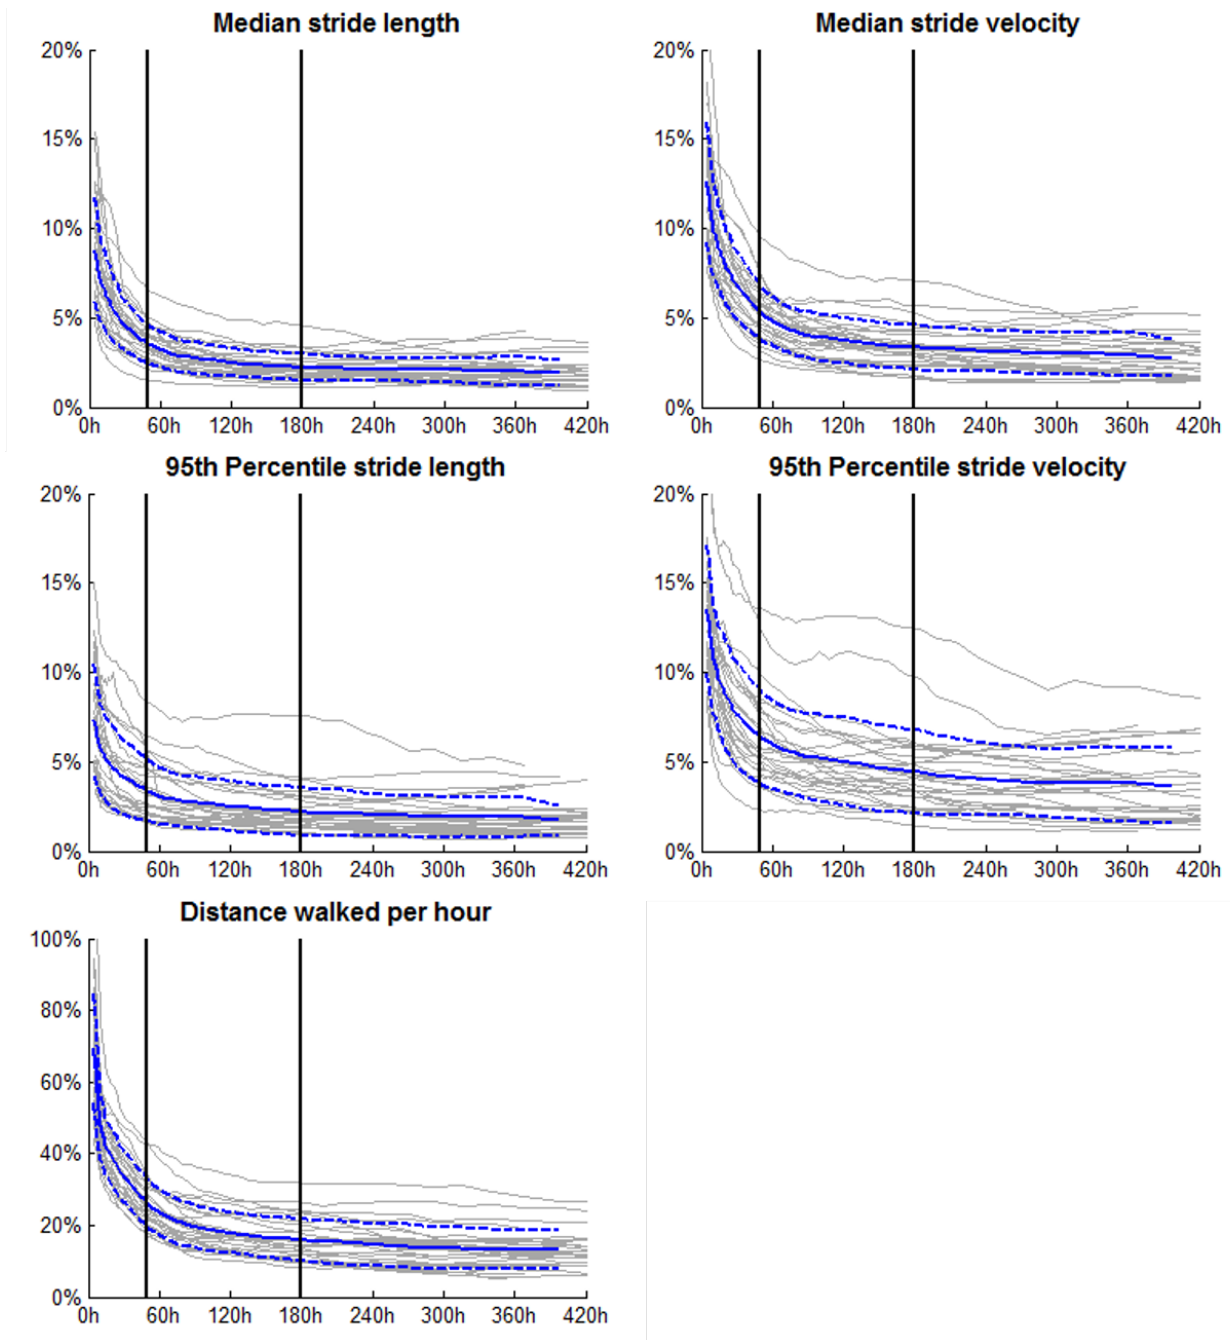 Median stride length
20%
15%
10%
5%
0%
0h 60h 120h 180h 240h 300h 360h 420h
Median stride velocity
20%
15%
10%
5%
0%
0h 60h 120h 180h 240h 300h 360h 420h
95th Percentile stride length
20%
15%
10%
5%
0%
0h 60h 120h 180h 240h 300h 360h 420h
95th Percentile stride velocity
20%
15%
10%
5%
0%
0h 60h 120h 180h 240h 300h 360h 420h
Distance walked per hour
100%
80%
60%
40%
20%
0%
0h 60h 120h 180h 240h 300h 360h 420h